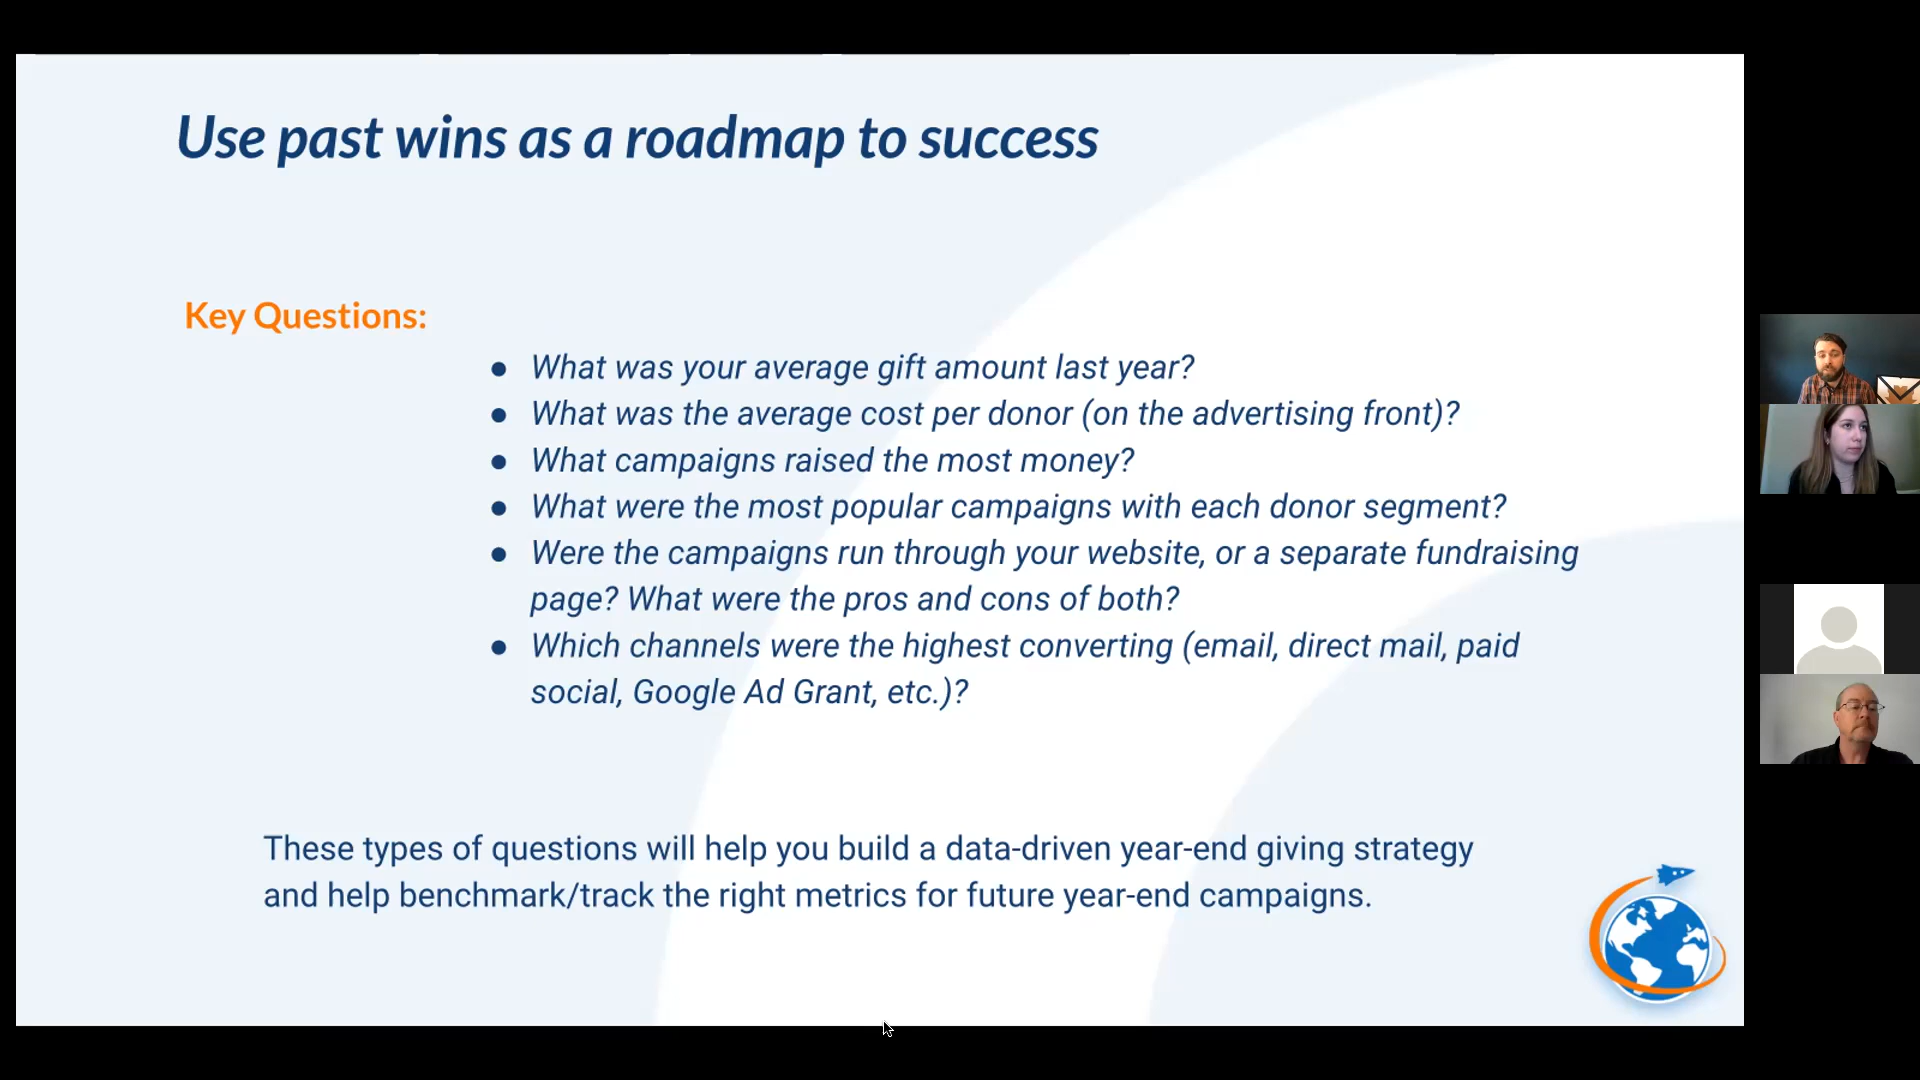 Use past wins as a roadmap to success
Key Questions:
● What was your average gift amount last year?
● What was the average cost per donor (on the advertising front)?
● What campaigns raised the most money?
● What were the most popular campaigns with each donor segment?
● Were the campaigns run through your website, or a separate fundraising
page? What were the pros and cons of both?
● Which channels were the highest converting (email, direct mail, paid
social, Google Ad Grant, etc.)?
These types of questions will help you build a data-driven year-end giving strategy
and help benchmark/track the right metrics for future year-end campaigns.